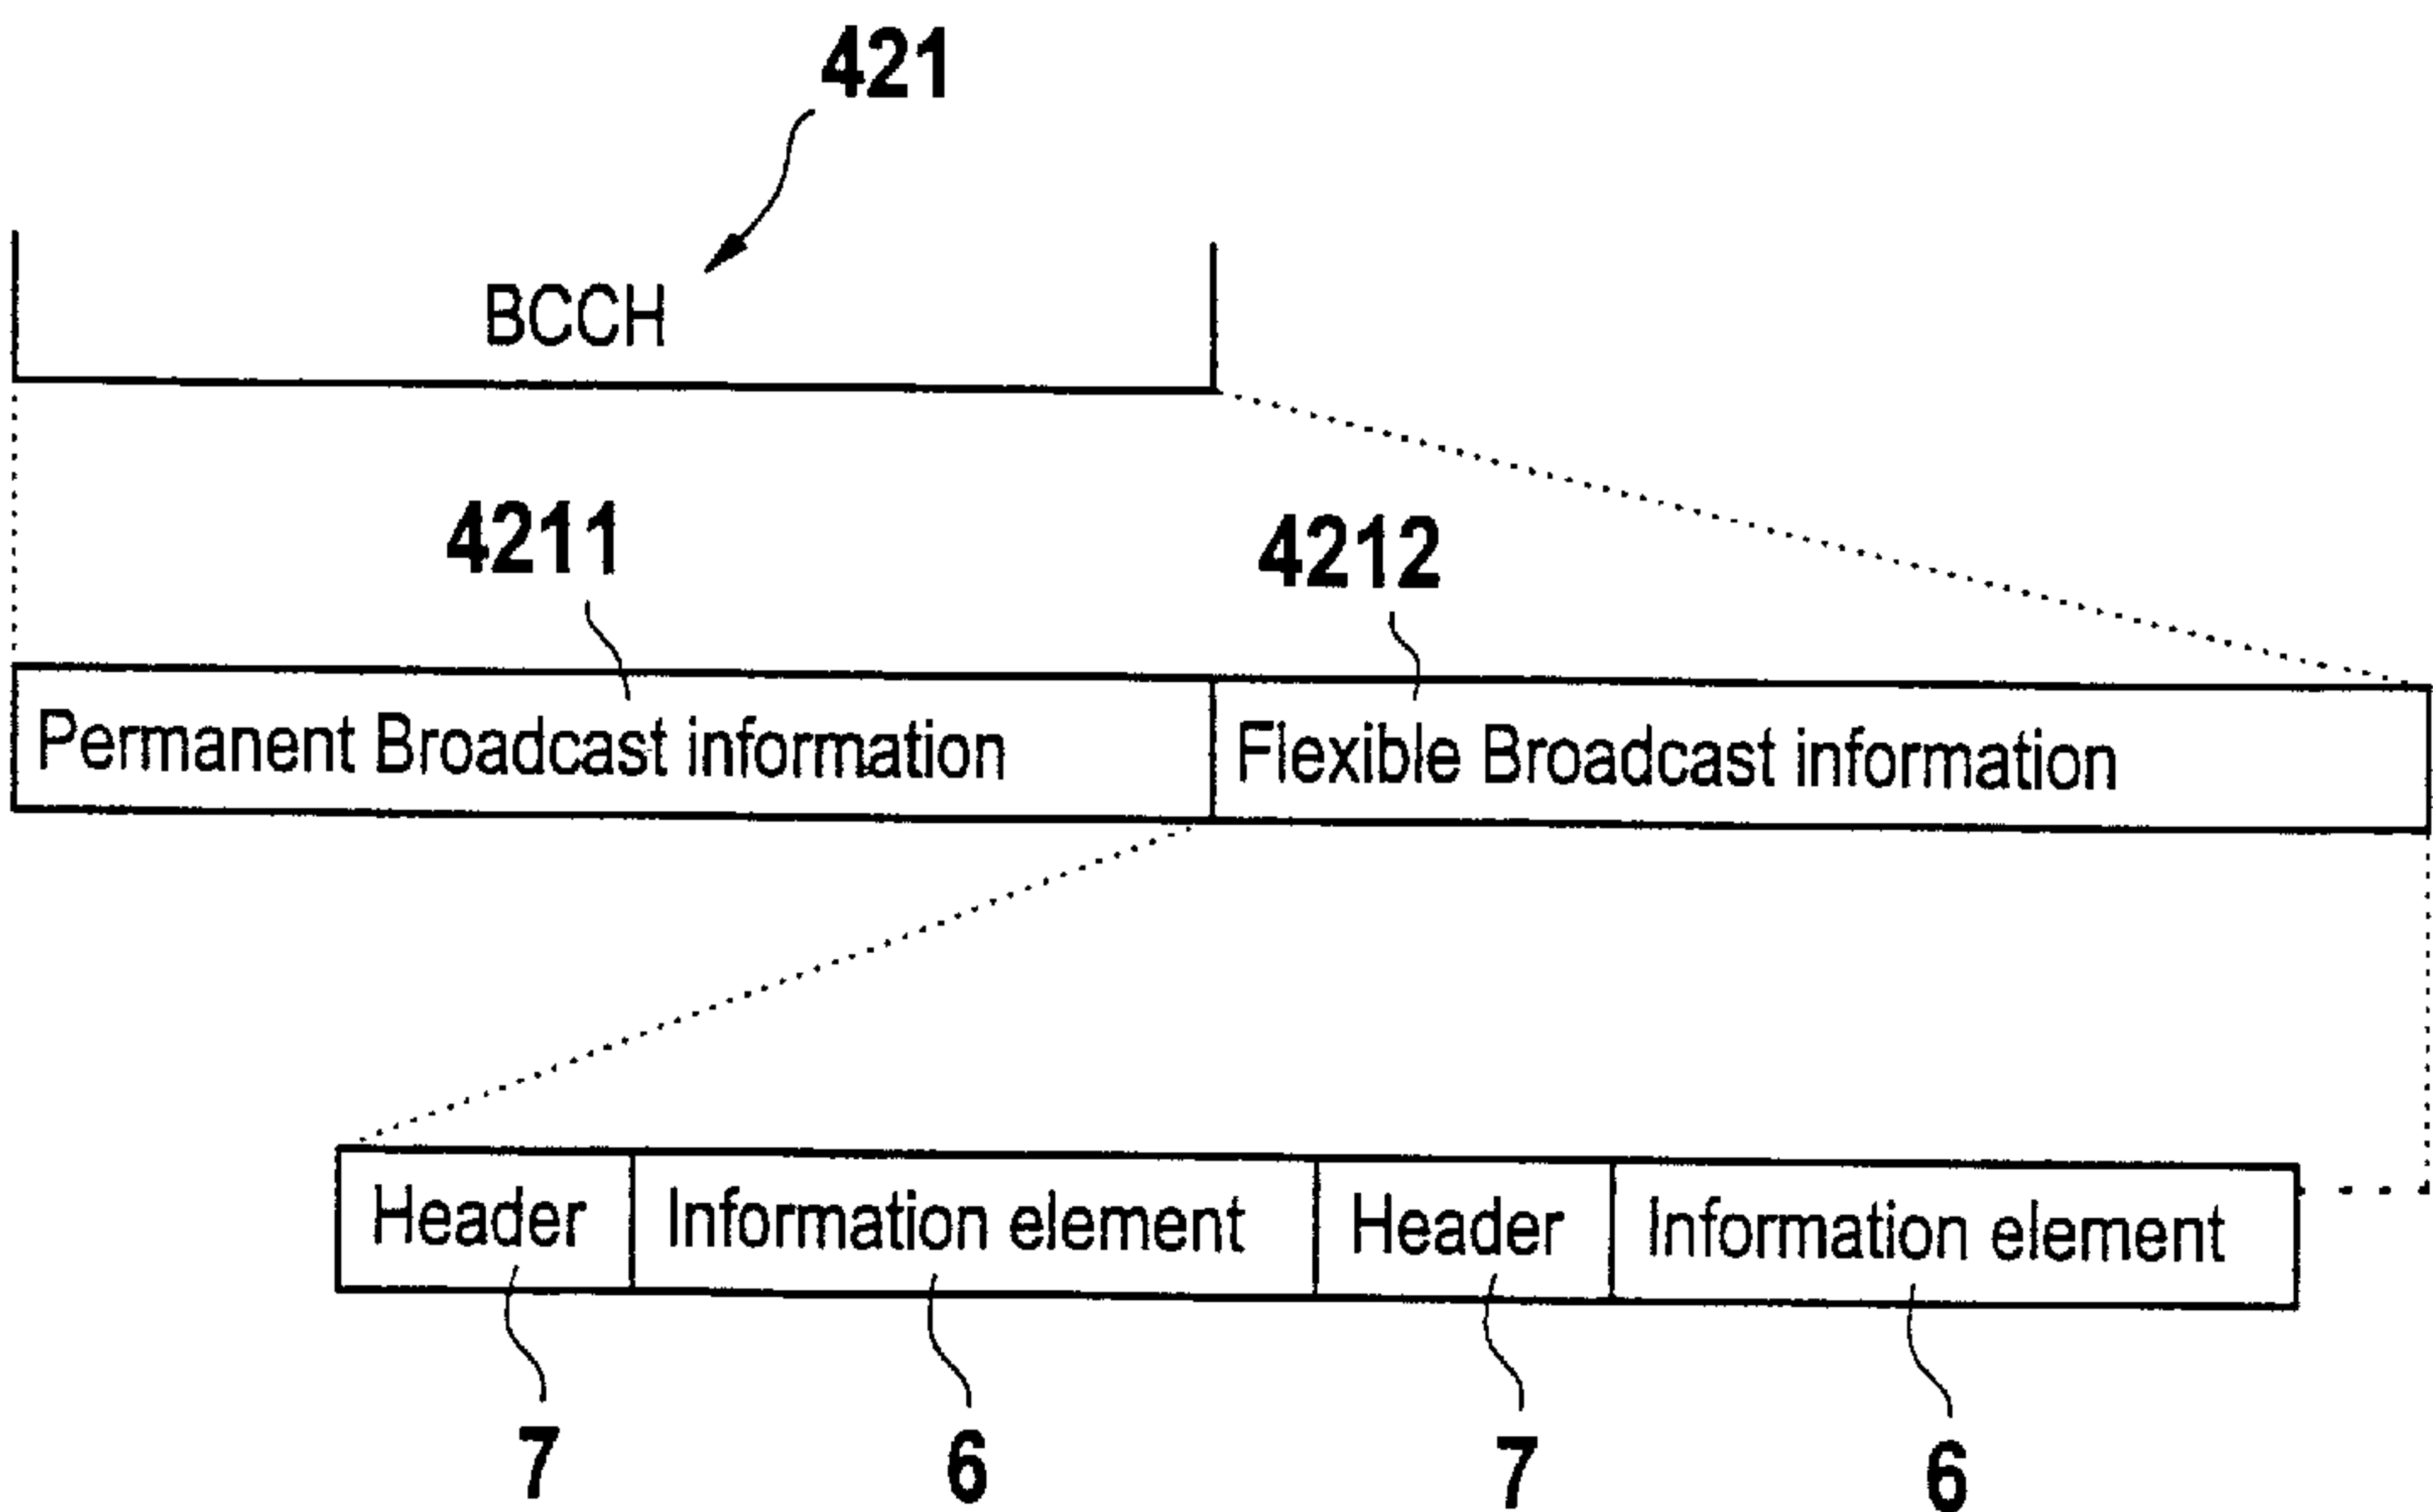 421
BCCH
4211 4212
Permanent Broadcast information Flexible Broadcast information
Header Information element Header Information element
7 6 7 6